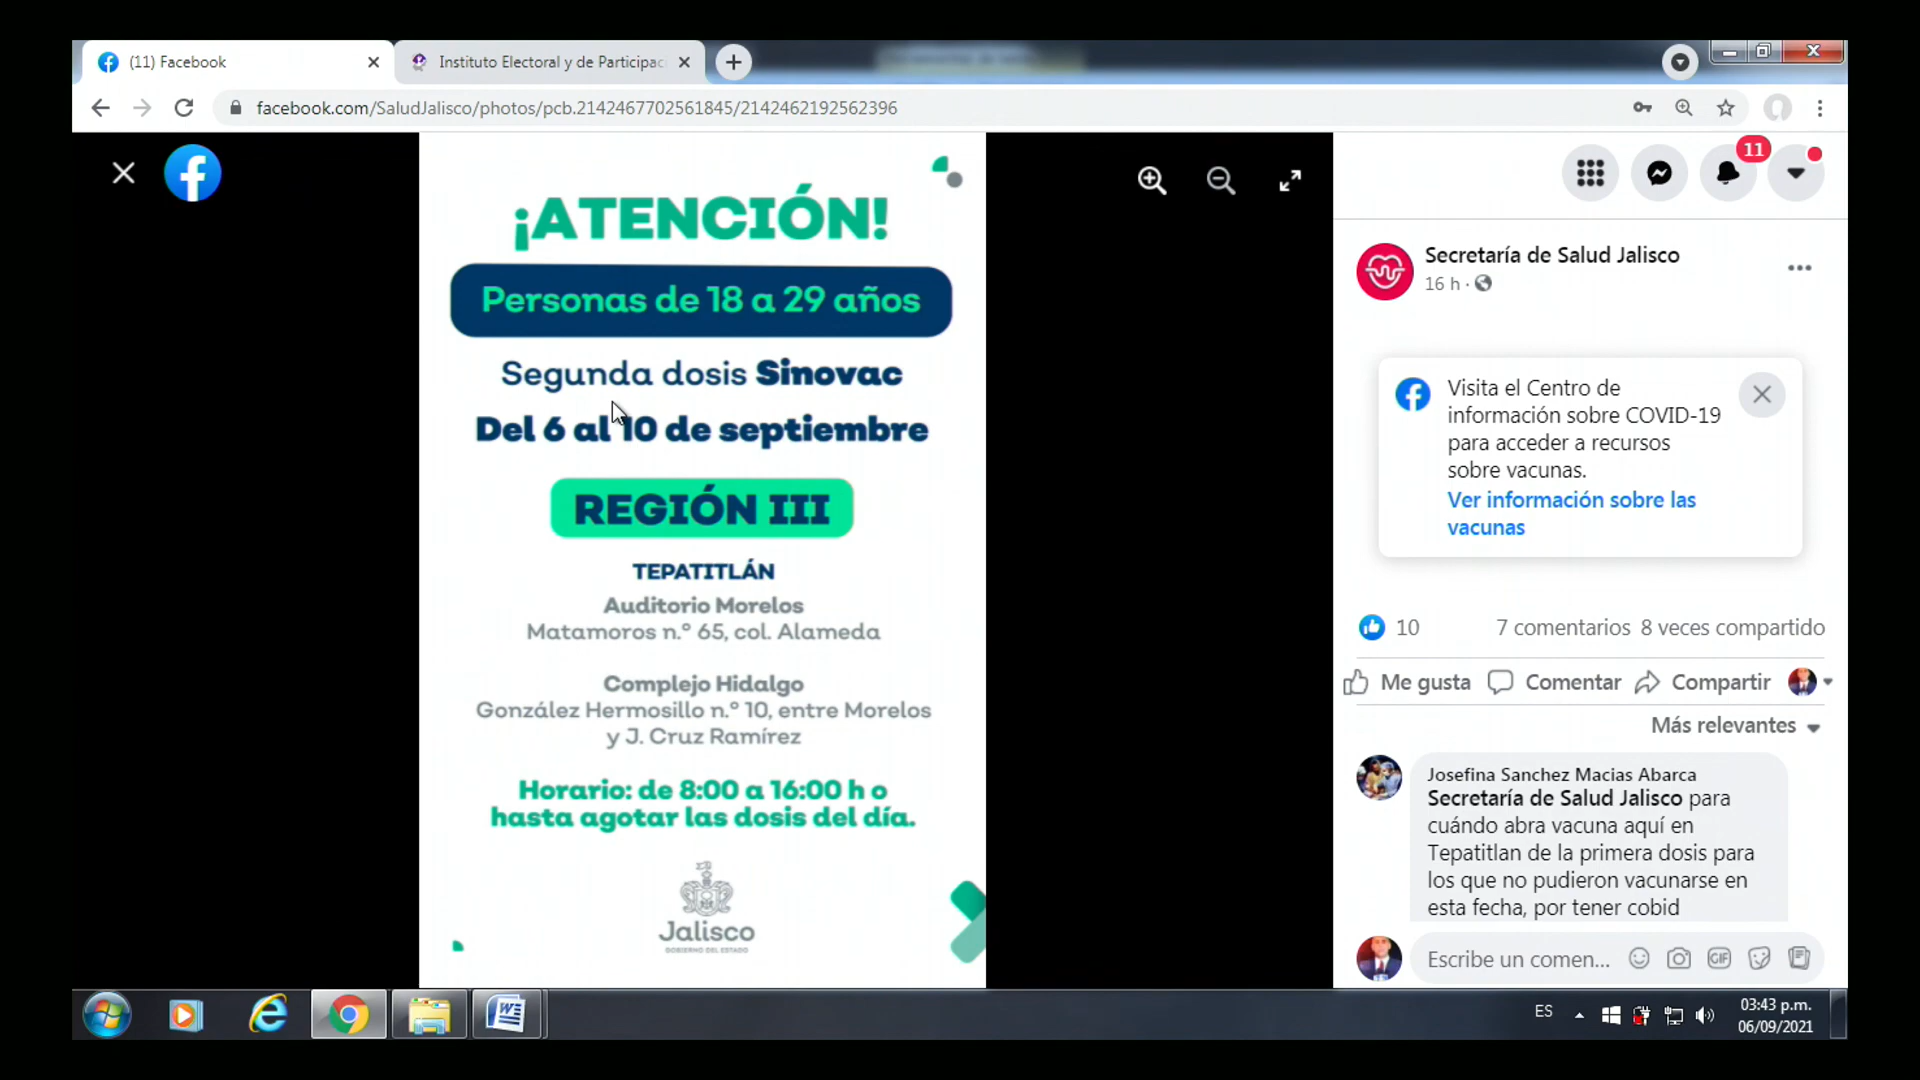 (11) Facebook
Instituto Electoral y de Participac
facebook.com/SaludJalisco/photos/pcb.2142467702561845/2142462192562396
¡ATENCIÓN!
Personas de 18 a 29 años
Segunda dosis Sinovac
Del 6 al 10 de septiembre
REGIÓN III
TEPATITLÁN
Auditorio Morelos
Matamoros n.° 65, col. Alameda
Complejo Hidalgo
González Hermosillo n.° 10, entre Morelos
y J. Cruz Ramírez
Horario: de 8:00 a 16:00 h o
hasta agotar las dosis del día.
Jalisco
GOBIERNO DEL ESTADO
11
Secretaría de Salud Jalisco
16 h ·
Visita el Centro de
información sobre COVID-19
para acceder a recursos
sobre vacunas.
Ver información sobre las
vacunas
10
7 comentarios 8 veces compartido
Me gusta
Comentar
Compartir
Más relevantes
Josefina Sanchez Macias Abarca
Secretaría de Salud Jalisco para
cuándo abra vacuna aquí en
Tepatitlan de la primera dosis para
los que no pudieron vacunarse en
esta fecha, por tener cobid
Escribe un comen...
GIF
ES
03:43 p.m.
06/09/2021